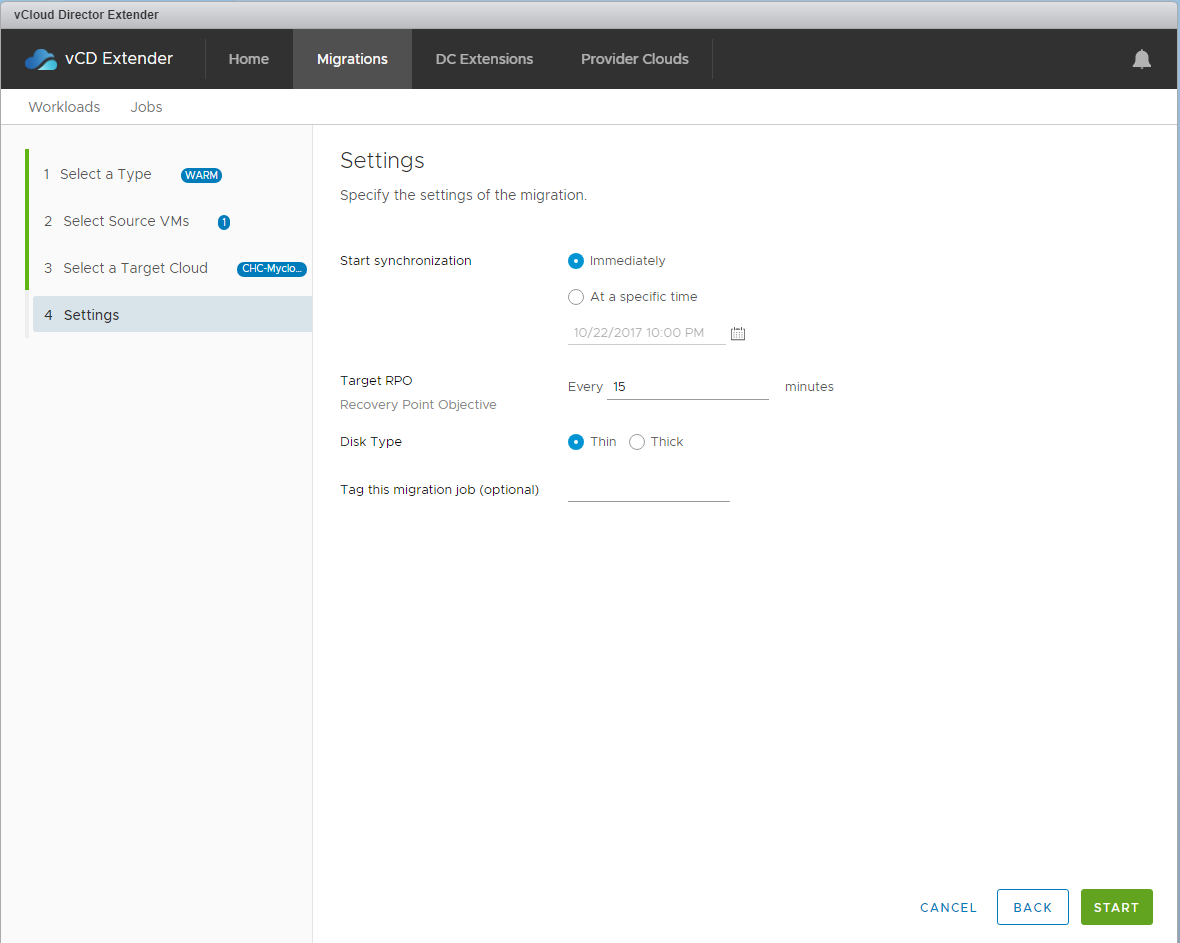 vCloud Director Extender
vCD Extender Home Migrations DC Extensions Provider Clouds
Workloads Jobs
1 Select a Type WARM
2 Select Source VMs 1
3 Select a Target Cloud CHC-Myclo...
4 Settings
Settings
Specify the settings of the migration.
Start synchronization Immediately
At a specific time
10/22/2017 10:00 PM
Target RPO Every 15 minutes
Recovery Point Objective
Disk Type Thin Thick
Tag this migration job (optional)
CANCEL BACK START